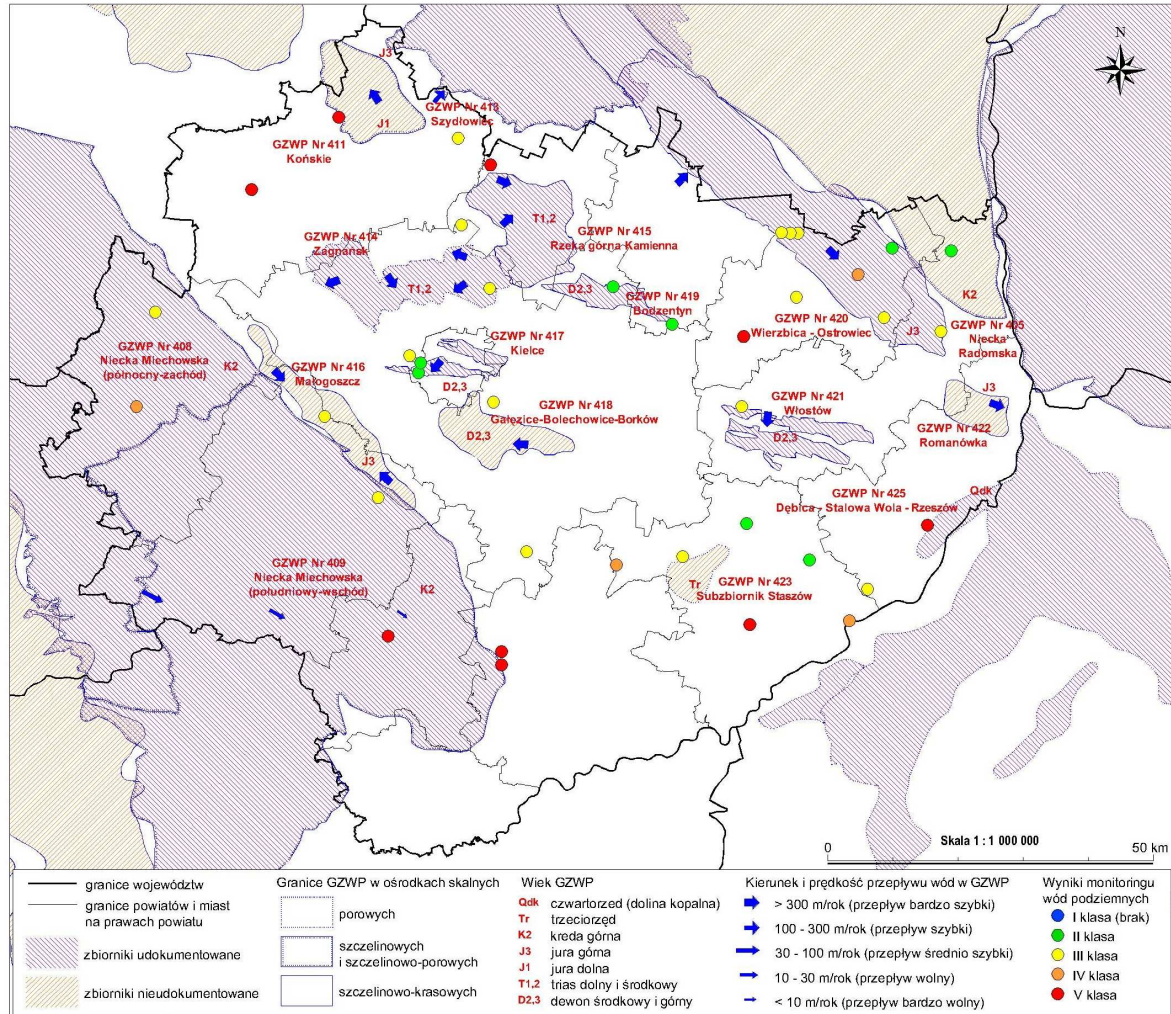 N
J3
J1
GZWP Nr 413
Szydłowiec
GZWP Nr 411
Końskie
T1,2
GZWP Nr 414
Zagnańsk
GZWP Nr 415
Rzeka górna Kamienna
T1,2
D2,3
GZWP Nr 419
Bodzentyn
K2
GZWP Nr 420
Wierzbica - Ostrowiec
J3
GZWP Nr 405
Niecka
Radomska
GZWP Nr 408
Niecka Miechowska
(północny-zachód)
K2
GZWP Nr 416
Małogoszcz
GZWP Nr 417
Kielce
D2,3
GZWP Nr 418
Gałęzice-Bolechowice-Borków
D2,3
GZWP Nr 421
Włostów
D2,3
J3
GZWP Nr 422
Romanówka
J3
GZWP Nr 425
Dębica - Stalowa Wola - Rzeszów
Qdk
GZWP Nr 409
Niecka Miechowska
(południowy-wschód)
K2
Tr
GZWP Nr 423
Subzbiornik Staszów
Skala 1 : 1 000 000
0
50 km
granice województw
granice powiatów i miast
na prawach powiatu
zbiorniki udokumentowane
zbiorniki nieudokumentowane
Granice GZWP w ośrodkach skalnych
porowych
szczelinowych
i szczelinowo-porowych
szczelinowo-krasowych
Wiek GZWP
Qdk czwartorzęd (dolina kopalna)
Tr trzeciorzęd
K2 kreda górna
J3 jura górna
J1 jura dolna
T1,2 trias dolny i środkowy
D2,3 dewon środkowy i górny
Kierunek i prędkość przepływu wód w GZWP
> 300 m/rok (przepływ bardzo szybki)
100 - 300 m/rok (przepływ szybki)
30 - 100 m/rok (przepływ średnio szybki)
10 - 30 m/rok (przepływ wolny)
< 10 m/rok (przepływ bardzo wolny)
Wyniki monitoringu
wód podziemnych
I klasa (brak)
II klasa
III klasa
IV klasa
V klasa